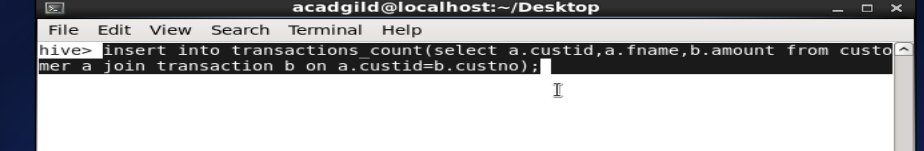 acadgild@localhost:~/Desktop
File Edit View Search Terminal Help
hive> insert into transactions_count(select a.custid,a.fname,b.amount from custo
mer a join transaction b on a.custid=b.custno);